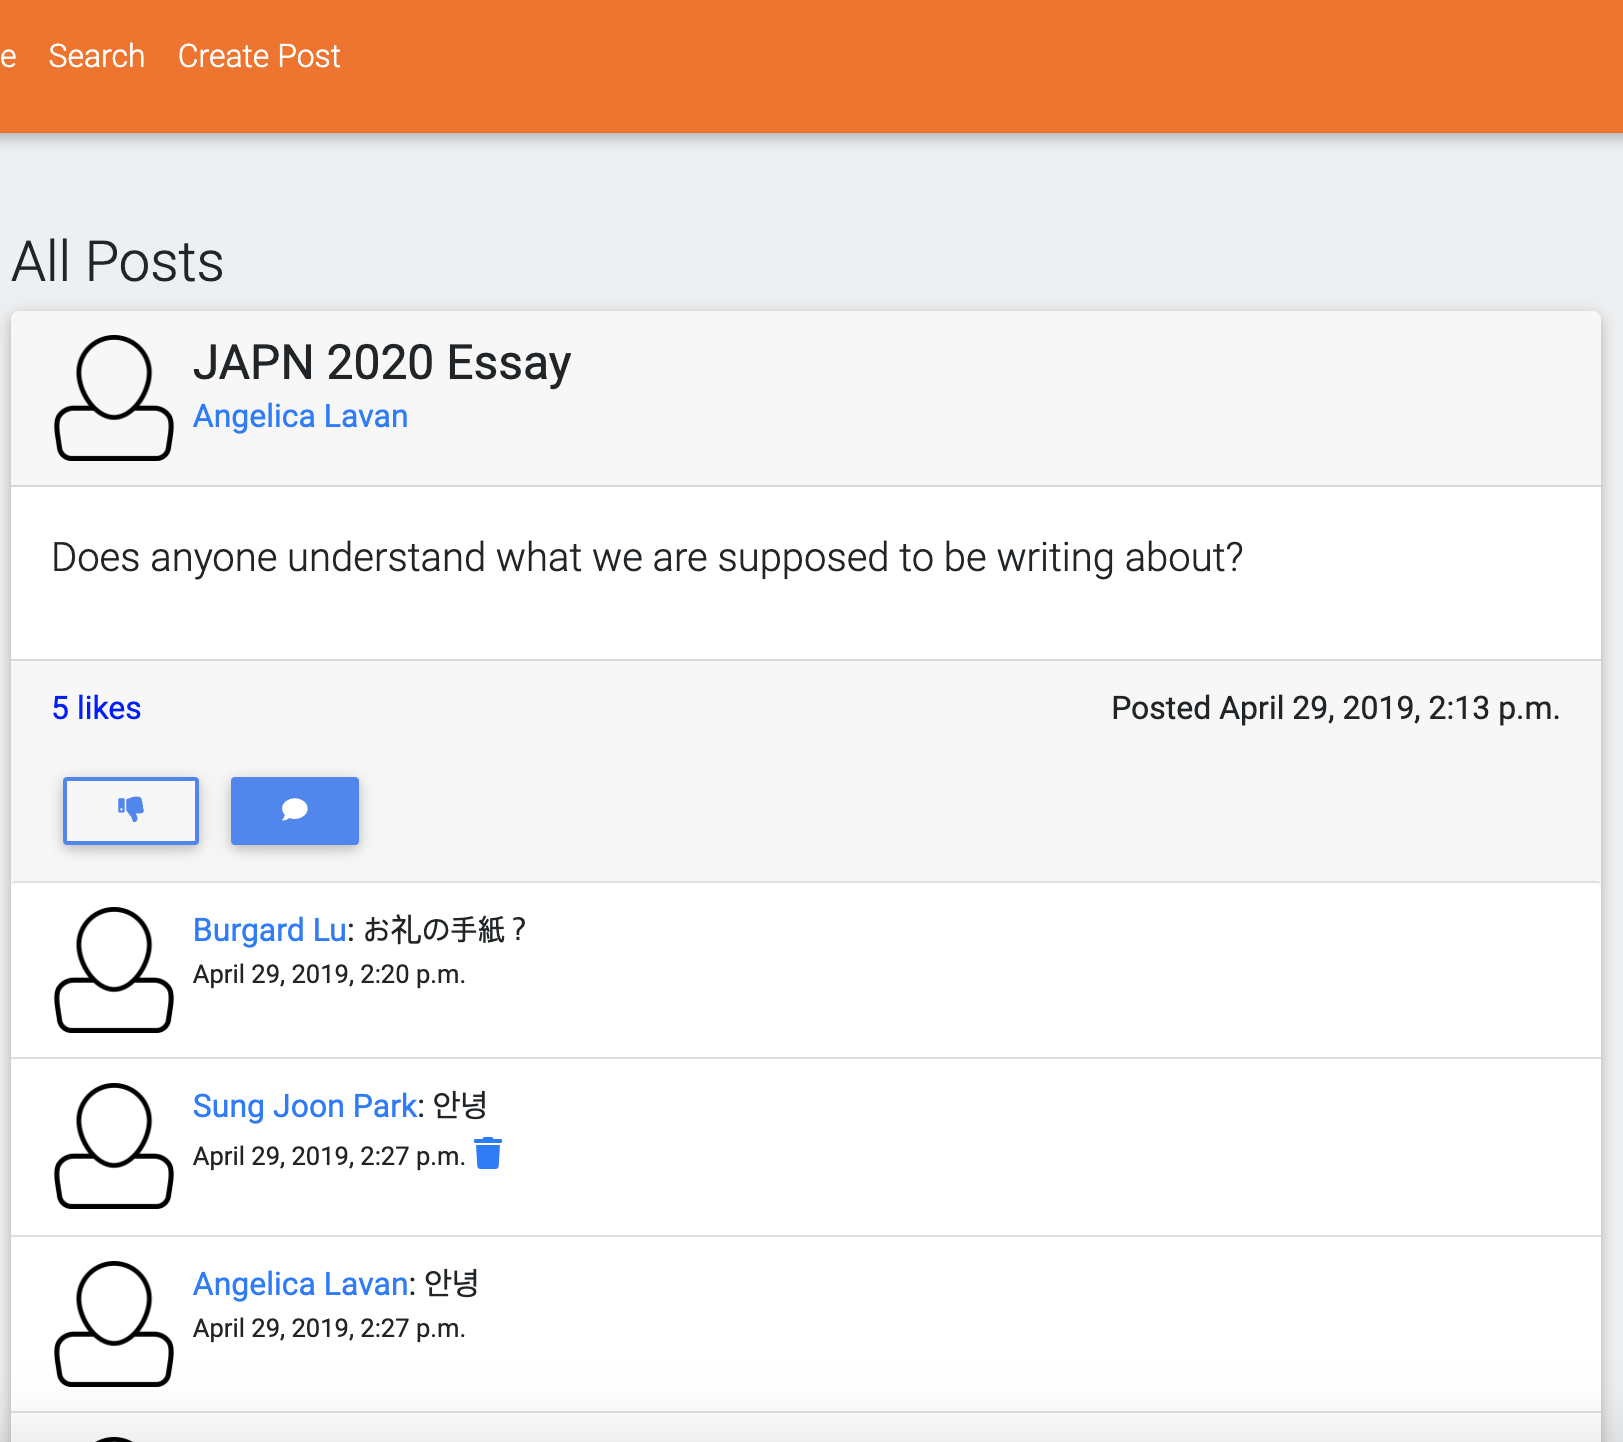 e Search Create Post
All Posts
JAPN 2020 Essay
Angelica Lavan
Does anyone understand what we are supposed to be writing about?
5 likes
Posted April 29, 2019, 2:13 p.m.
Burgard Lu: お礼の手紙？
April 29, 2019, 2:20 p.m.
Sung Joon Park: 안녕
April 29, 2019, 2:27 p.m.
Angelica Lavan: 안녕
April 29, 2019, 2:27 p.m.